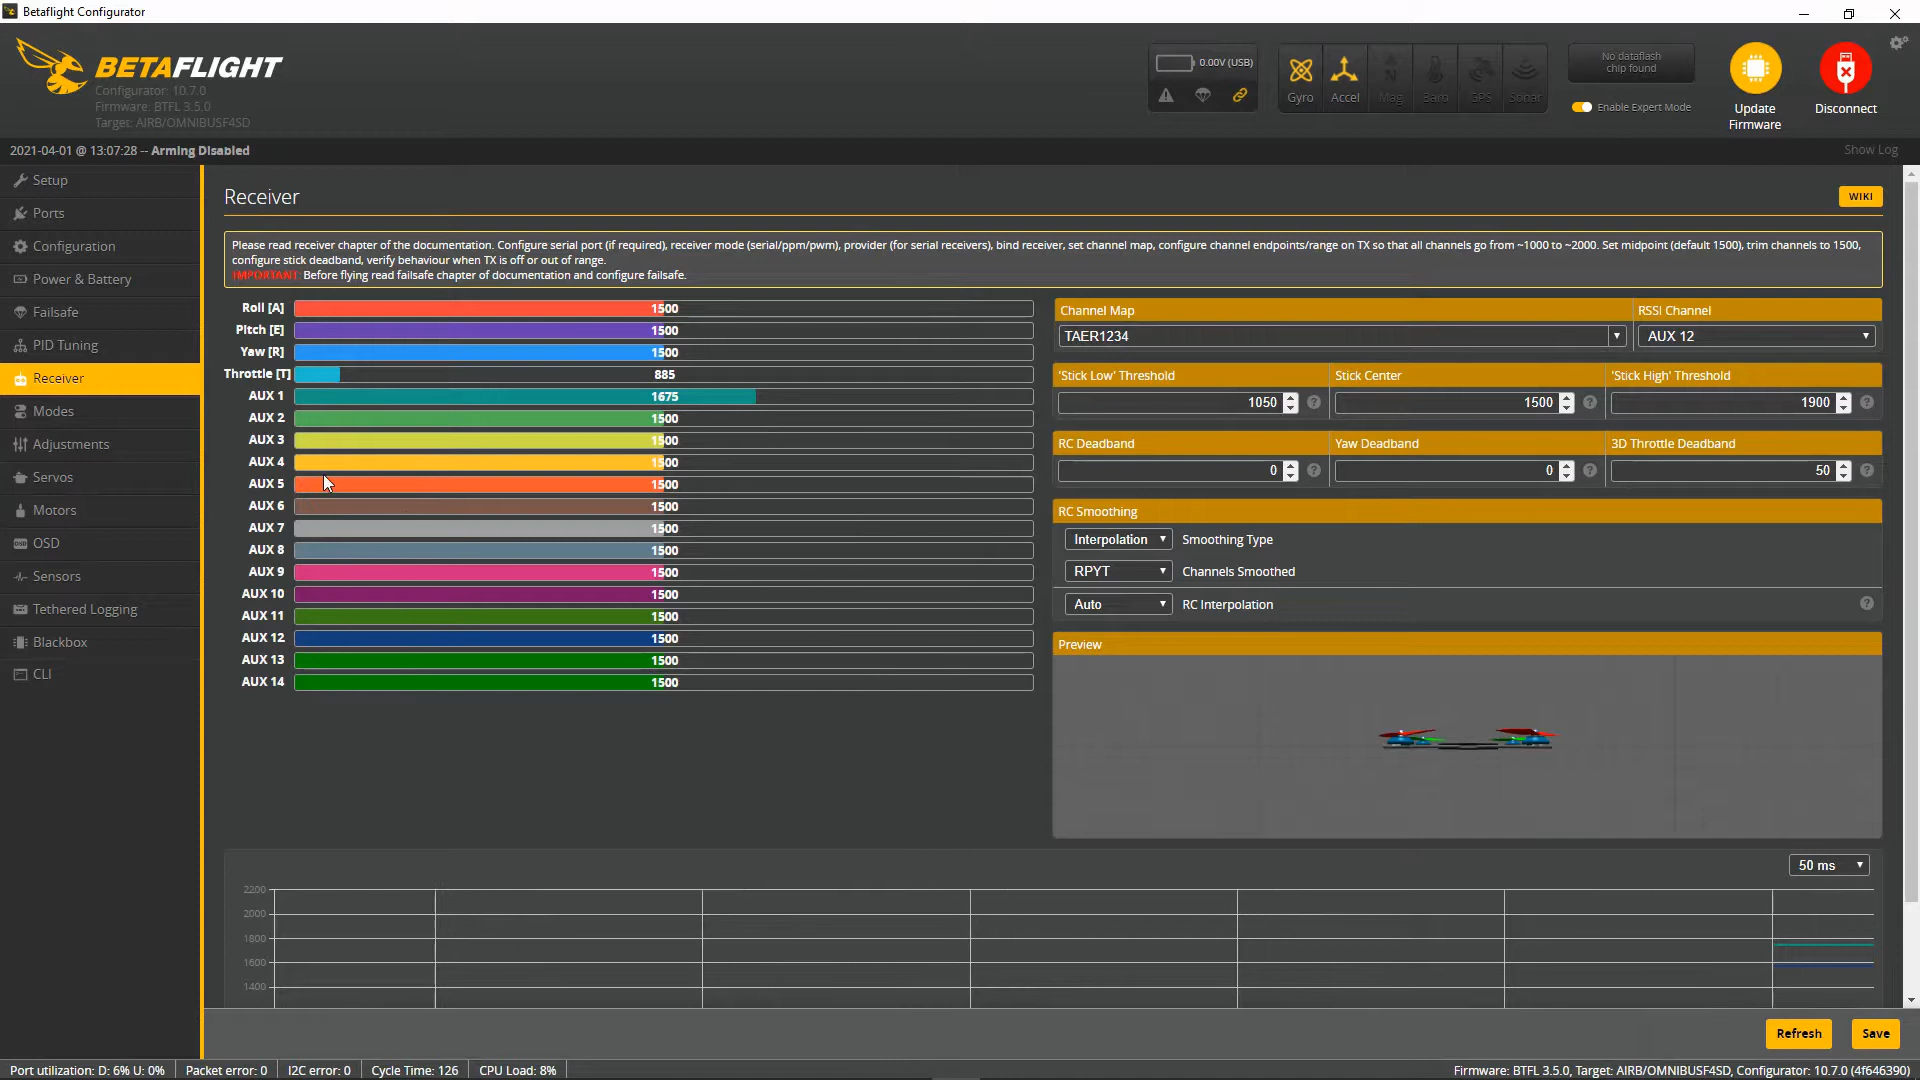 Betaflight Configurator
BETAFLIGHT
Configurator: 10.7.0
Firmware: BTFL 3.5.0
Target: AIRB/OMNIBUSF4SD
0.00V (USB)
Gyro
Accel
Mag
Baro
GPS
Sonar
No dataflash
chip found
Enable Expert Mode
Update
Firmware
Disconnect
2021-04-01 @ 13:07:28 -- Arming Disabled
Show Log
Setup
Ports
Configuration
Power & Battery
Failsafe
PID Tuning
Receiver
Modes
Adjustments
Servos
Motors
OSD
Sensors
Tethered Logging
Blackbox
CLI
Receiver
WIKI
Please read receiver chapter of the documentation. Configure serial port (if required), receiver mode (serial/ppm/pwm), provider (for serial receivers), bind receiver, set channel map, configure channel endpoints/range on TX so that all channels go from ~1000 to ~2000. Set midpoint (default 1500), trim channels to 1500,
configure stick deadband, verify behaviour when TX is off or out of range.
IMPORTANT: Before flying read failsafe chapter of documentation and configure failsafe.
Roll [A] 1500
Pitch [E] 1500
Yaw [R] 1500
Throttle [T] 885
AUX 1 1675
AUX 2 1500
AUX 3 1500
AUX 4 1500
AUX 5 1500
AUX 6 1500
AUX 7 1500
AUX 8 1500
AUX 9 1500
AUX 10 1500
AUX 11 1500
AUX 12 1500
AUX 13 1500
AUX 14 1500
Channel Map
RSSI Channel
TAER1234
AUX 12
'Stick Low' Threshold
Stick Center
'Stick High' Threshold
1050
1500
1900
RC Deadband
Yaw Deadband
3D Throttle Deadband
0
0
50
RC Smoothing
Interpolation Smoothing Type
RPYT Channels Smoothed
Auto RC Interpolation
Preview
50 ms
2200
2000
1800
1600
1400
Refresh
Save
Port utilization: D: 6% U: 0%
Packet error: 0
I2C error: 0
Cycle Time: 126
CPU Load: 8%
Firmware: BTFL 3.5.0, Target: AIRB/OMNIBUSF4SD, Configurator: 10.7.0 (4f646390)